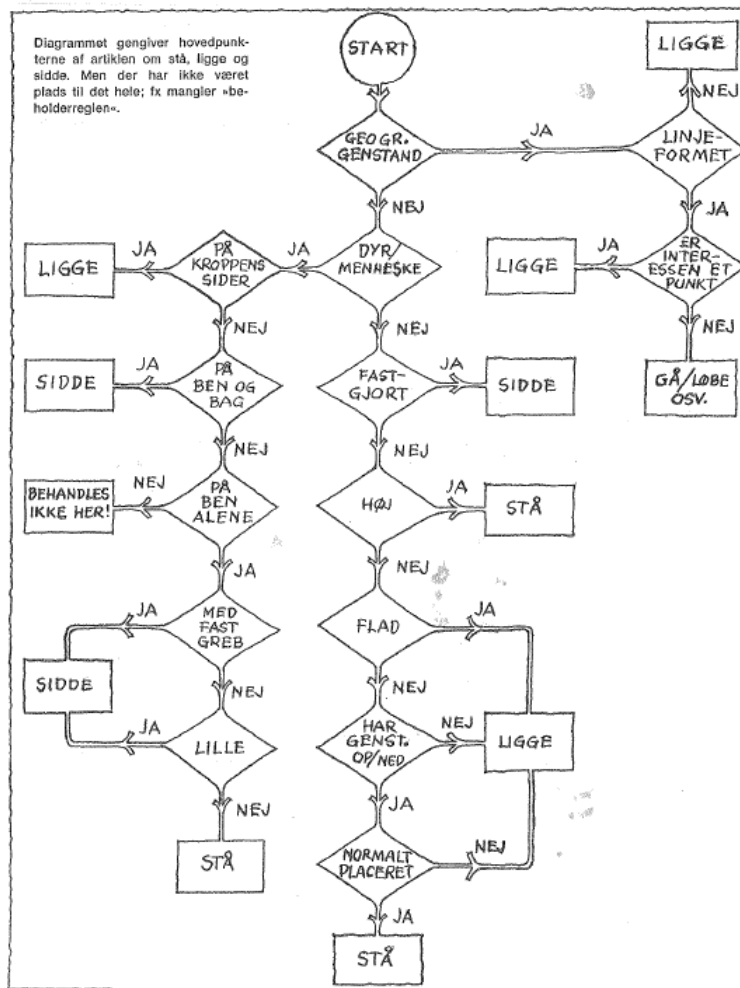 Diagrammet gengiver hovedpunk-
terne af artiklen om stå, ligge og
sidde. Men der har ikke været
plads til det hele; fx mangler »be-
holderreglen«.
START
LIGGE
NEJ
GEOGR.
GENSTAND
JA
LINJE-
FORMET
NEJ
JA
LIGGE
JA
PÅ
KROPPENS
SIDER
JA
DYR/
MENNESKE
LIGGE
JA
ER
INTER-
ESSEN ET
PUNKT
NEJ
NEJ
NEJ
SIDDE
JA
PÅ
BEN OG
BAG
FAST-
GJORT
JA
SIDDE
GÅ/LØBE
OSV.
NEJ
NEJ
BEHANDLES
IKKE HER!
NEJ
PÅ
BEN
ALENE
HØJ
JA
STÅ
JA
NEJ
JA
MED
FAST
GREB
FLAD
JA
SIDDE
NEJ
NEJ
JA
LILLE
HAR
GENST.
OP/NED
NEJ
LIGGE
NEJ
JA
STÅ
NORMALT
PLACERET
NEJ
JA
STÅ